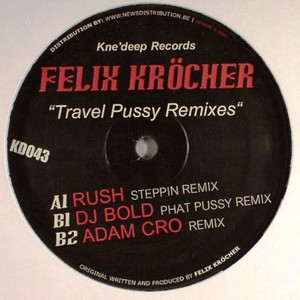 DISTRIBUTION BY: WWW.NEWSDISTRIBUTION.BE |
Kne'deep Records
FELIX KRÖCHER
"Travel Pussy Remixes"
KD043
A1 RUSH STEPPIN REMIX
B1 DJ BOLD PHAT PUSSY REMIX
B2 ADAM CRO REMIX
ORIGINAL WRITTEN AND PRODUCED BY FELIX KRÖCHER